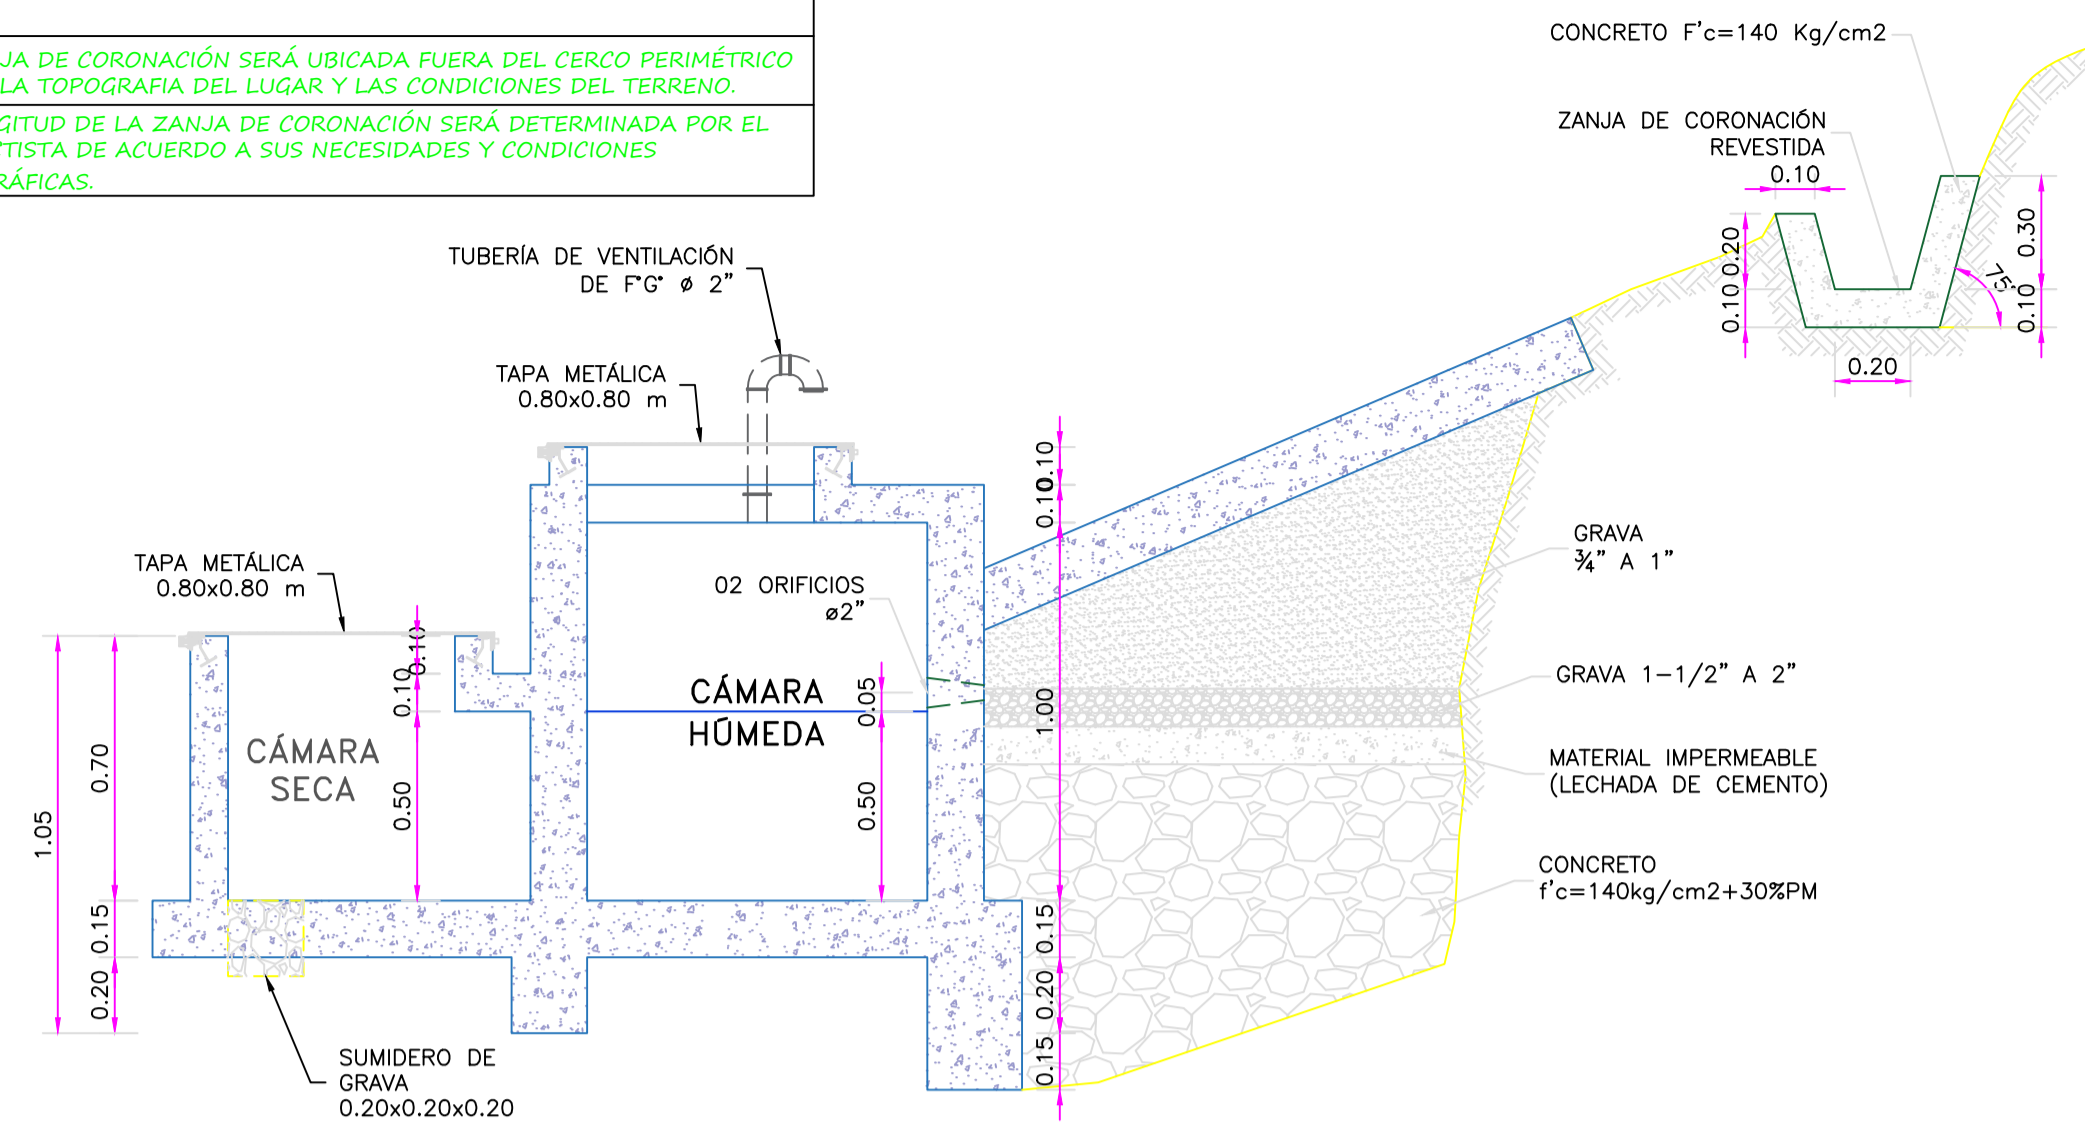 JA DE CORONACIÓN SERÁ UBICADA FUERA DEL CERCO PERIMÉTRICO
LA TOPOGRAFIA DEL LUGAR Y LAS CONDICIONES DEL TERRENO.
GITUD DE LA ZANJA DE CORONACIÓN SERÁ DETERMINADA POR EL
TISTA DE ACUERDO A SUS NECESIDADES Y CONDICIONES
RÁFICAS.
CONCRETO F'c=140 Kg/cm2
ZANJA DE CORONACIÓN
REVESTIDA
0.10
0.20
0.10
0.30
0.10
75°
0.20
TUBERÍA DE VENTILACIÓN
DE F°G° ø 2”
TAPA METÁLICA
0.80x0.80 m
TAPA METÁLICA
0.80x0.80 m
02 ORIFICIOS
ø2”
CÁMARA
HÚMEDA
CÁMARA
SECA
0.10
0.10
0.50
0.05
0.50
0.10
0.10
1.00
0.15
0.20
0.15
1.05
0.70
0.15
0.20
GRAVA
¾” A 1”
GRAVA 1-1/2” A 2”
MATERIAL IMPERMEABLE
(LECHADA DE CEMENTO)
CONCRETO
f'c=140kg/cm2+30%PM
SUMIDERO DE
GRAVA
0.20x0.20x0.20